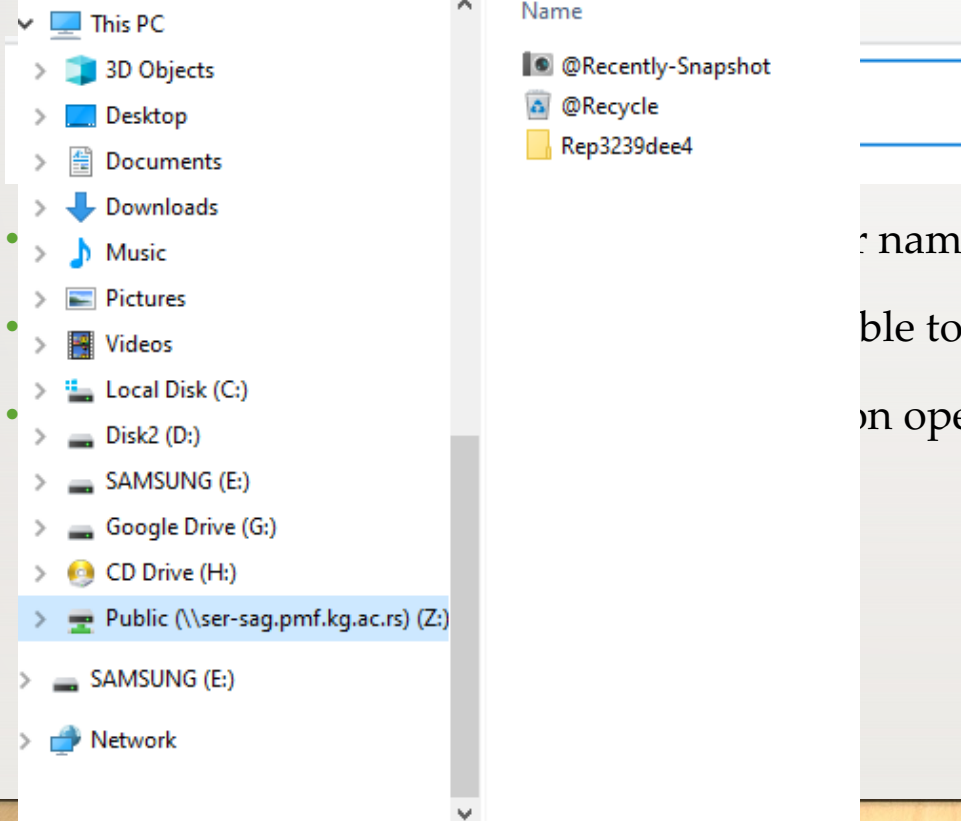 This PC
3D Objects
Desktop
Documents
Downloads
Music
Pictures
Videos
Local Disk (C:)
Disk2 (D:)
SAMSUNG (E:)
Google Drive (G:)
CD Drive (H:)
Public (\\ser-sag.pmf.kg.ac.rs) (Z:)
SAMSUNG (E:)
Network
Name
@Recently-Snapshot
@Recycle
Rep3239dee4
to